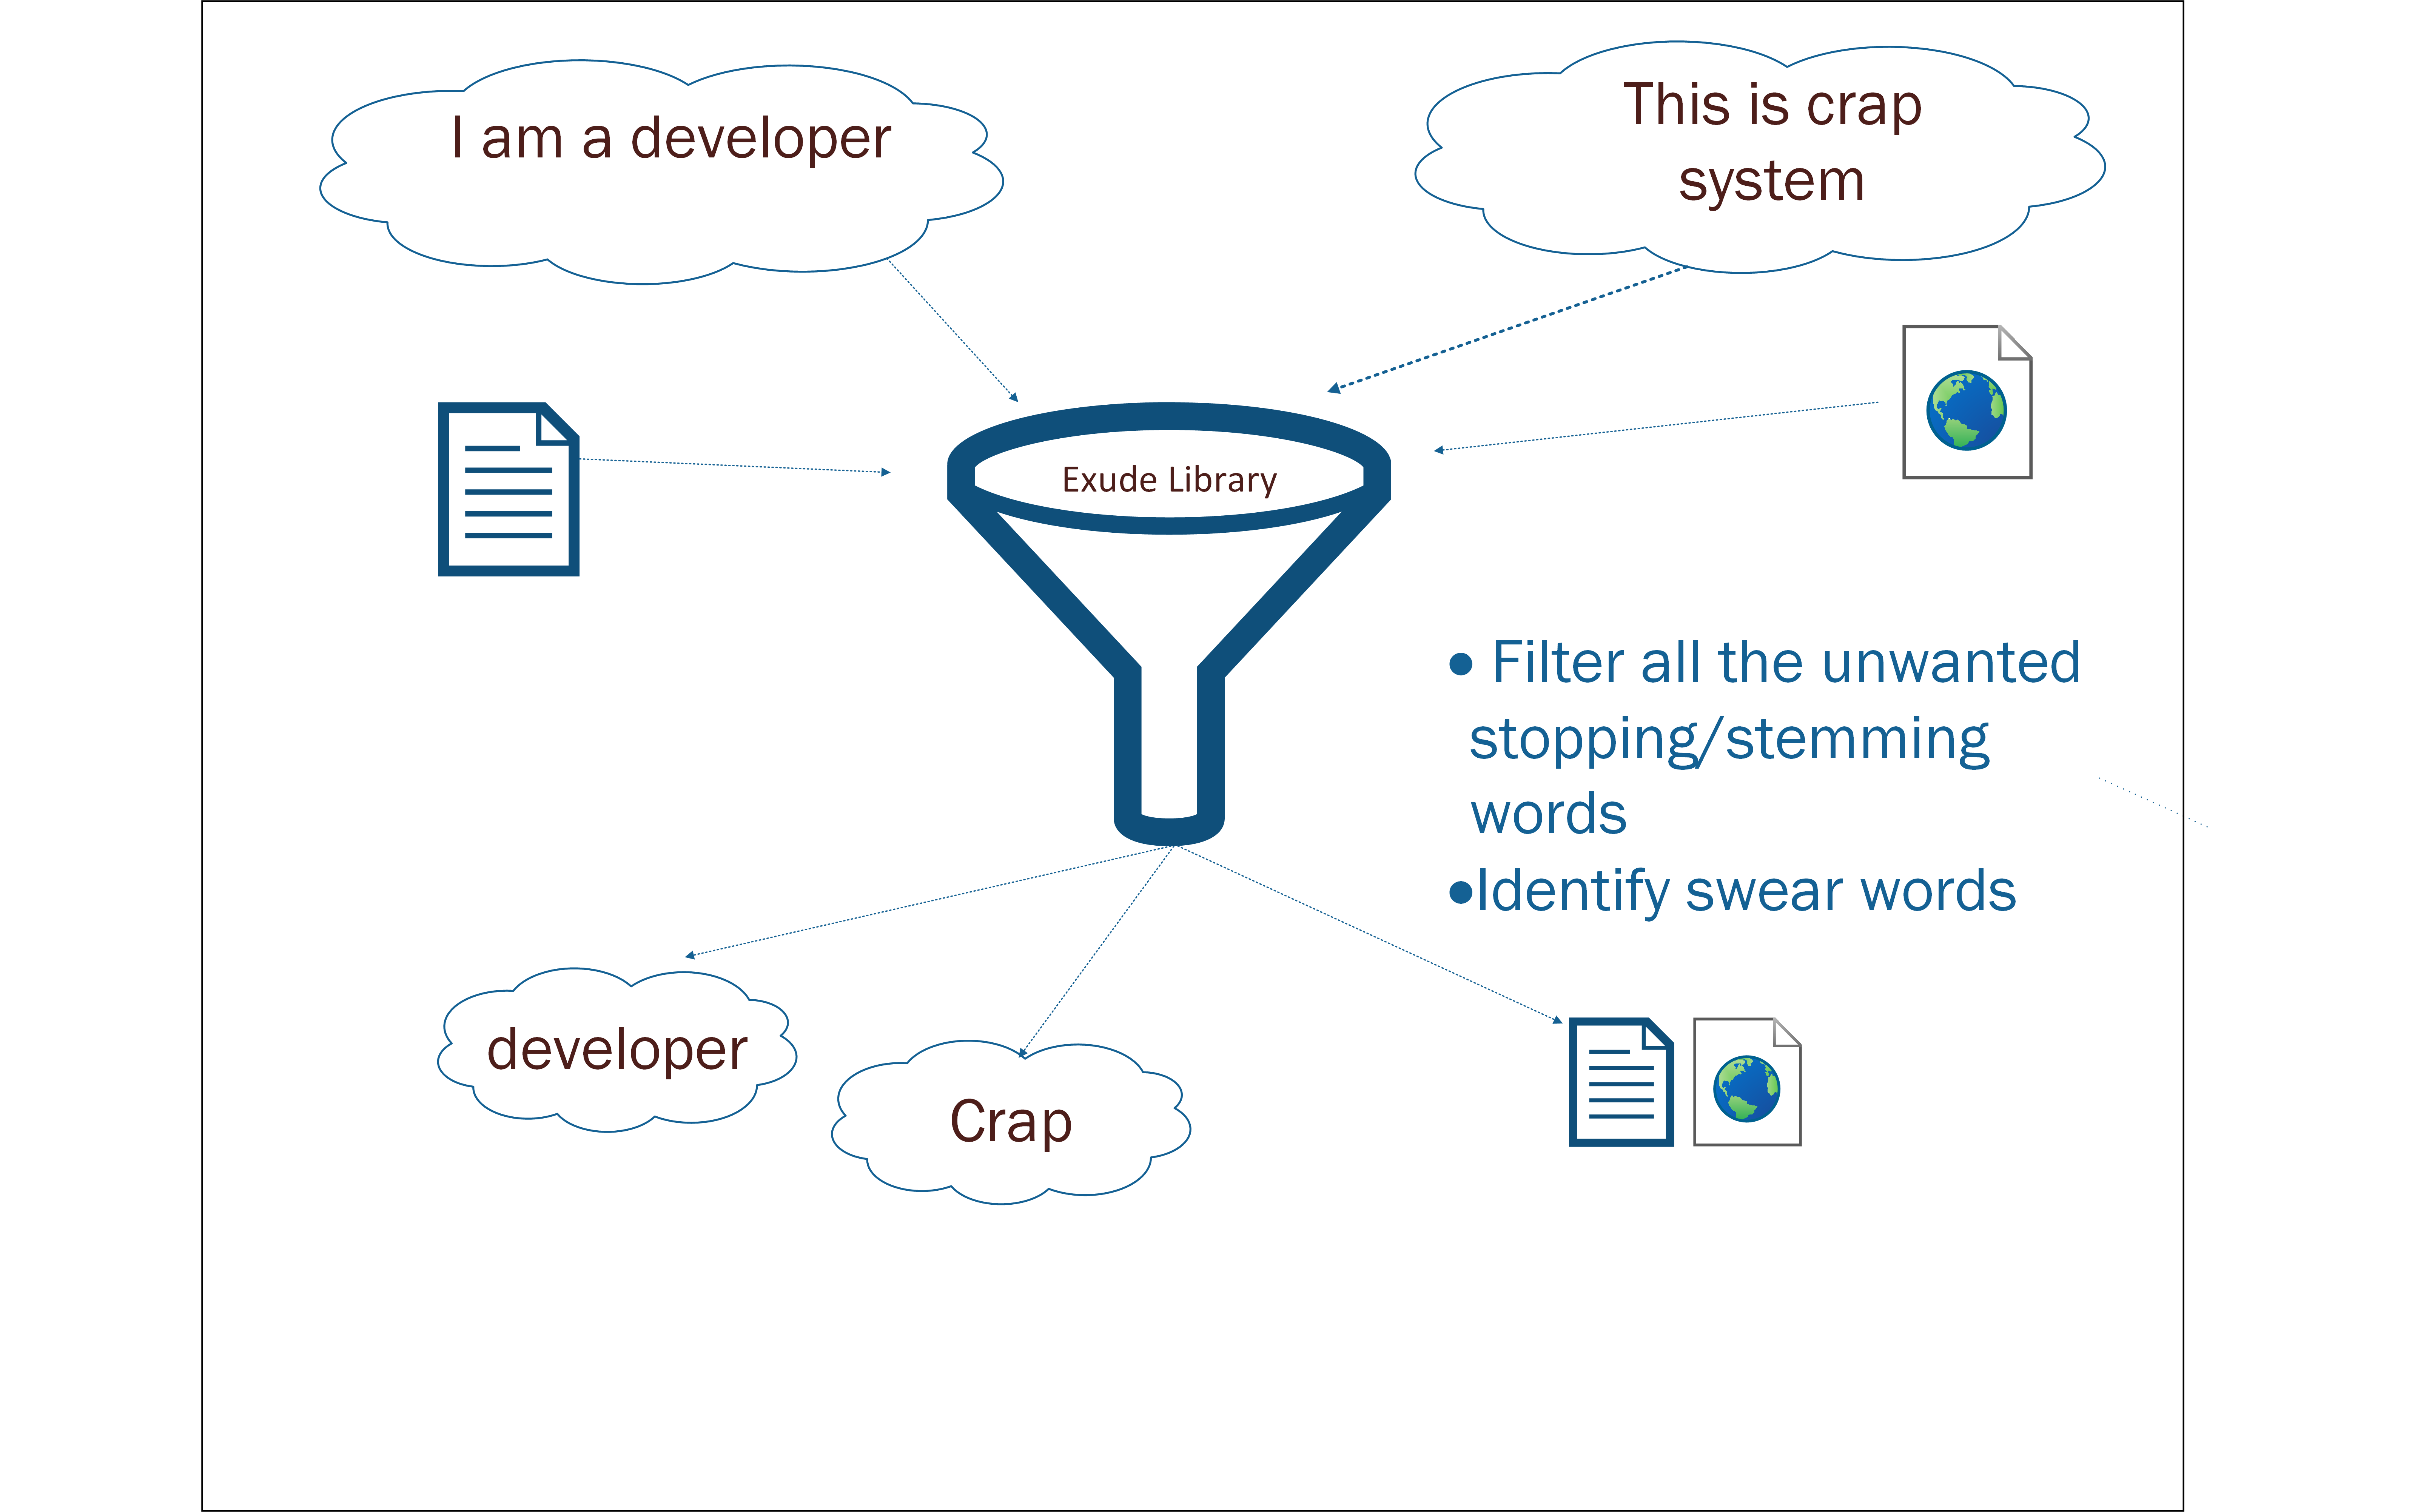 I am a developer
This is crap
system
Exude Library
• Filter all the unwanted
stopping/stemming
words
•Identify swear words
developer
Crap